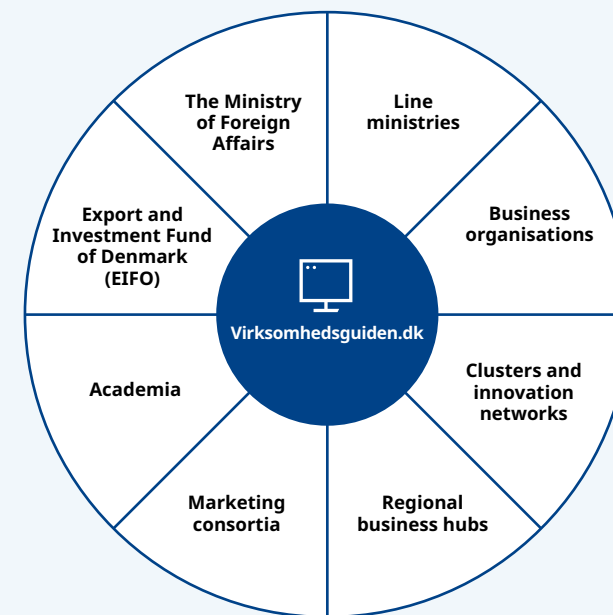 The Ministry
of Foreign
Affairs
Line
ministries
Business
organisations
Clusters and
innovation
networks
Regional
business hubs
Marketing
consortia
Academia
Export and
Investment Fund
of Denmark
(EIFO)
Virksomhedsguiden.dk